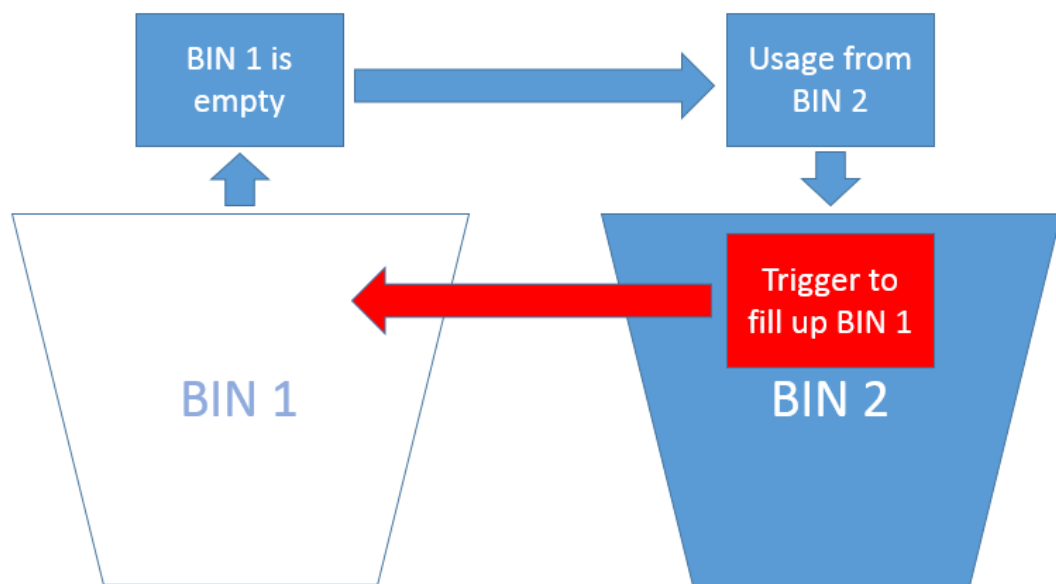 BIN 1 is
empty
Usage from
BIN 2
Trigger to
fill up BIN 1
BIN 1
BIN 2